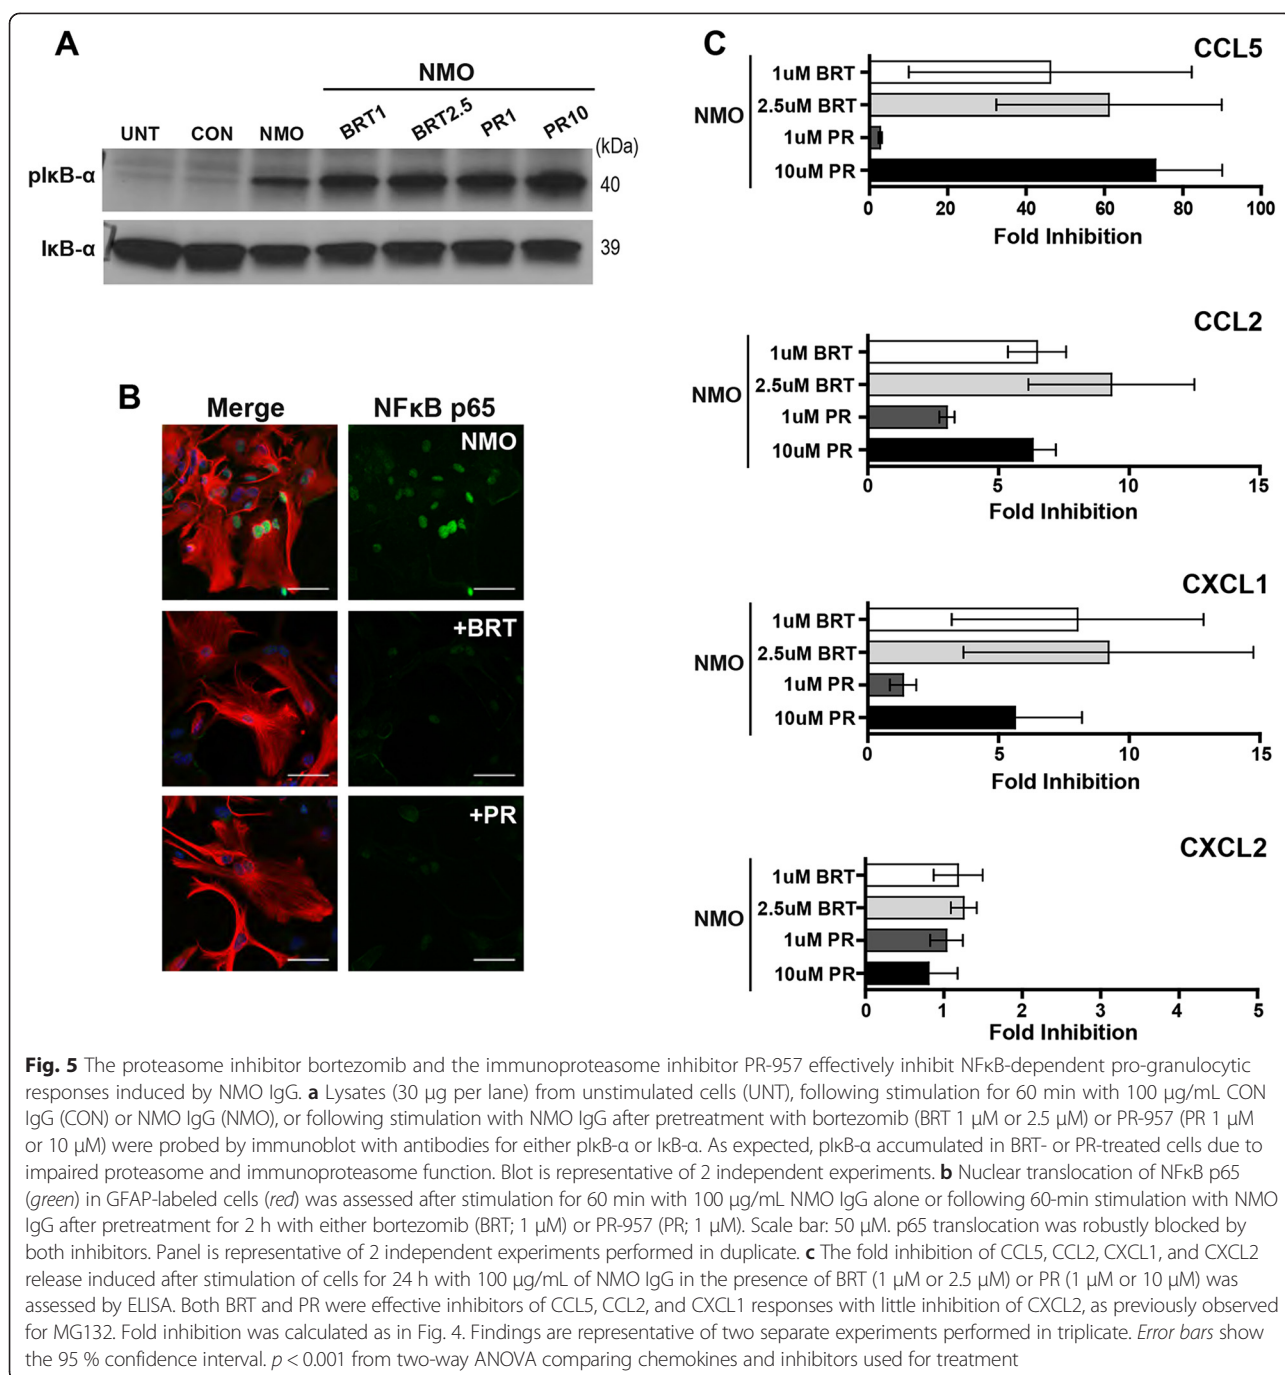 A
NMO
UNT CON NMO BRT1 BRT2.5 PR1 PR10
(kDa)
pIκB-α 40
IκB-α 39
B
Merge NFκB p65
NMO
+BRT
+PR
C
CCL5
NMO
1uM BRT
2.5uM BRT
1uM PR
10uM PR
0 20 40 60 80 100
Fold Inhibition
CCL2
NMO
1uM BRT
2.5uM BRT
1uM PR
10uM PR
0 5 10 15
Fold Inhibition
CXCL1
NMO
1uM BRT
2.5uM BRT
1uM PR
10uM PR
0 5 10 15
Fold Inhibition
CXCL2
NMO
1uM BRT
2.5uM BRT
1uM PR
10uM PR
0 1 2 3 4 5
Fold Inhibition
Fig. 5 The proteasome inhibitor bortezomib and the immunoproteasome inhibitor PR-957 effectively inhibit NFκB-dependent pro-granulocytic
responses induced by NMO IgG. a Lysates (30 μg per lane) from unstimulated cells (UNT), following stimulation for 60 min with 100 μg/mL CON
IgG (CON) or NMO IgG (NMO), or following stimulation with NMO IgG after pretreatment with bortezomib (BRT 1 μM or 2.5 μM) or PR-957 (PR 1 μM
or 10 μM) were probed by immunoblot with antibodies for either pIκB-α or IκB-α. As expected, pIκB-α accumulated in BRT- or PR-treated cells due to
impaired proteasome and immunoproteasome function. Blot is representative of 2 independent experiments. b Nuclear translocation of NFκB p65
(green) in GFAP-labeled cells (red) was assessed after stimulation for 60 min with 100 μg/mL NMO IgG alone or following 60-min stimulation with NMO
IgG after pretreatment for 2 h with either bortezomib (BRT; 1 μM) or PR-957 (PR; 1 μM). Scale bar: 50 μM. p65 translocation was robustly blocked by
both inhibitors. Panel is representative of 2 independent experiments performed in duplicate. c The fold inhibition of CCL5, CCL2, CXCL1, and CXCL2
release induced after stimulation of cells for 24 h with 100 μg/mL of NMO IgG in the presence of BRT (1 μM or 2.5 μM) or PR (1 μM or 10 μM) was
assessed by ELISA. Both BRT and PR were effective inhibitors of CCL5, CCL2, and CXCL1 responses with little inhibition of CXCL2, as previously observed
for MG132. Fold inhibition was calculated as in Fig. 4. Findings are representative of two separate experiments performed in triplicate. Error bars show
the 95 % confidence interval. p < 0.001 from two-way ANOVA comparing chemokines and inhibitors used for treatment